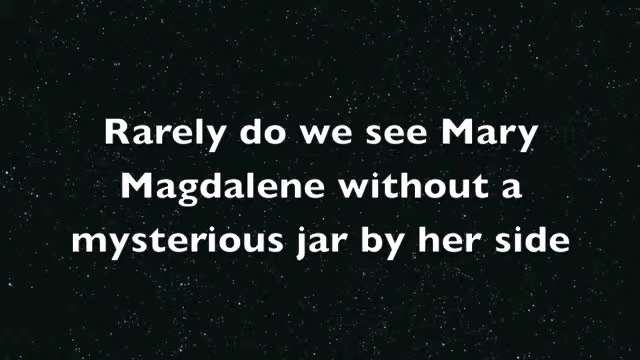 Rarely do we see Mary
Magdalene without a
mysterious jar by her side